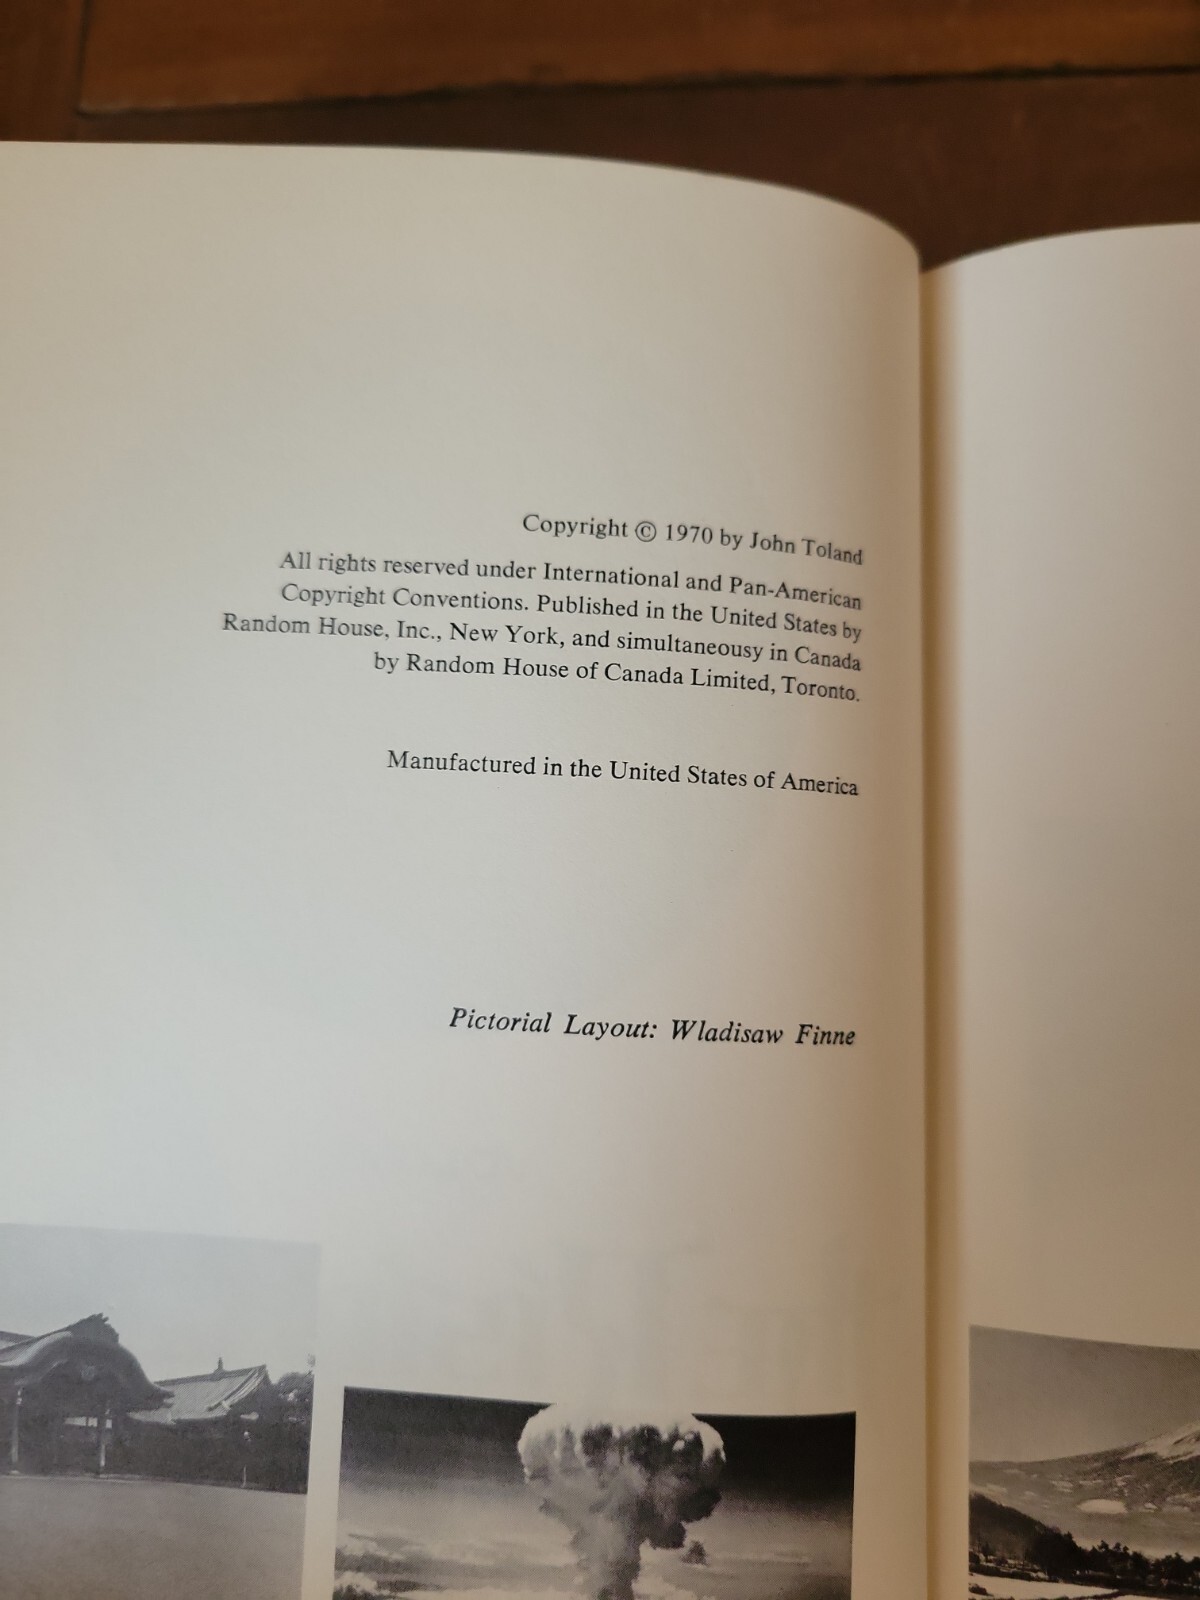 Copyright © 1970 by John Toland
All rights reserved under International and Pan-American
Copyright Conventions. Published in the United States by
Random House, Inc., New York, and simultaneousy in Canada
by Random House of Canada Limited, Toronto.
Manufactured in the United States of America
Pictorial Layout: Wladisaw Finne